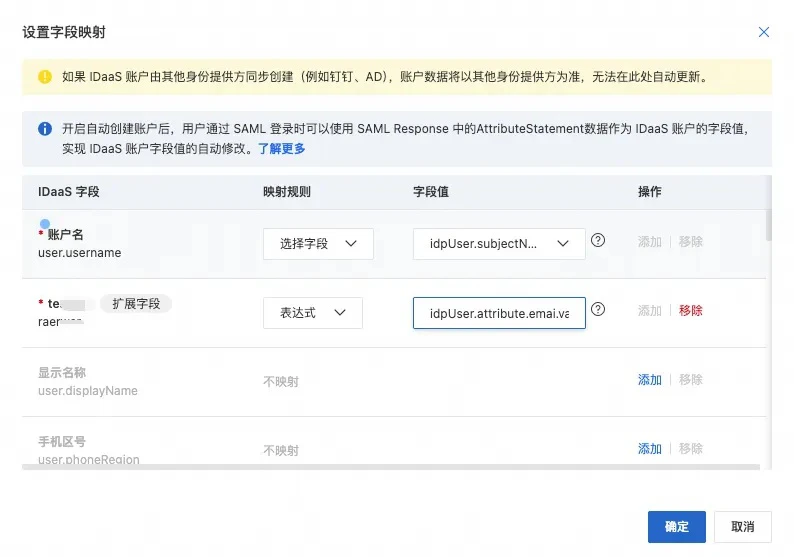 设置字段映射
如果 IDaaS 账户由其他身份提供方同步创建（例如钉钉、AD），账户数据将以其他身份提供方为准，无法在此处自动更新。
开启自动创建账户后，用户通过 SAML 登录时可以使用 SAML Response 中的AttributeStatement数据作为 IDaaS 账户的字段值，
实现 IDaaS 账户字段值的自动修改。了解更多
IDaaS 字段 映射规则 字段值 操作
* 账户名
user.username
选择字段 idpUser.subjectN... 添加 移除
* te 扩展字段
表达式 idpUser.attribute.emai.va 添加 移除
显示名称
user.displayName
不映射 添加 移除
手机区号
user.phoneRegion
不映射 添加 移除
确定 取消